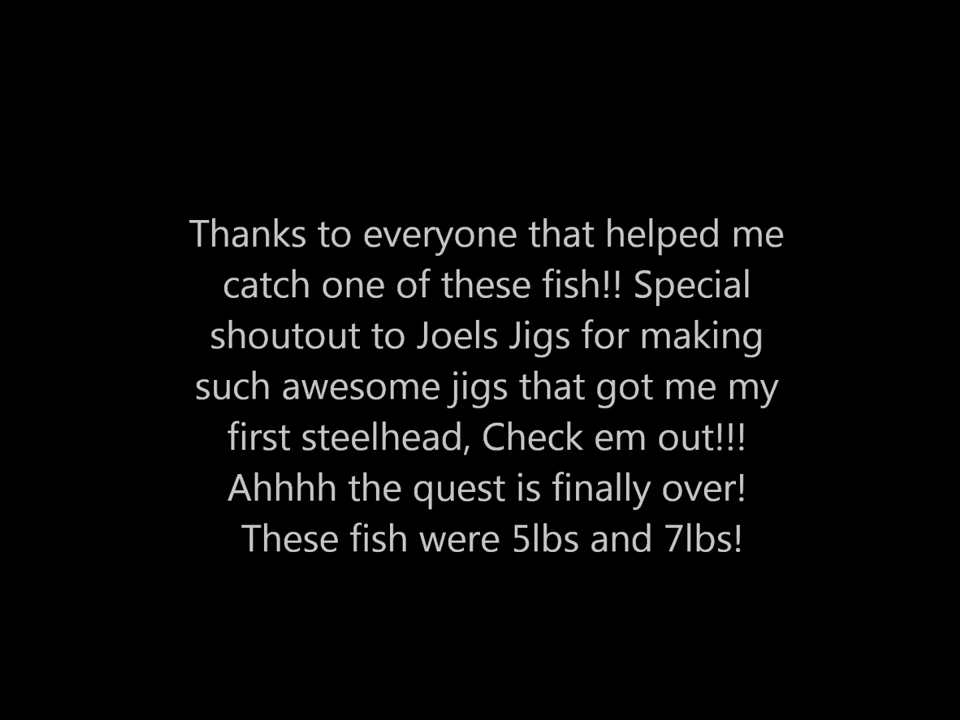 Thanks to everyone that helped me
catch one of these fish!! Special
shoutout to Joels Jigs for making
such awesome jigs that got me my
first steelhead, Check em out!!!
Ahhhh the quest is finally over!
These fish were 5lbs and 7lbs!